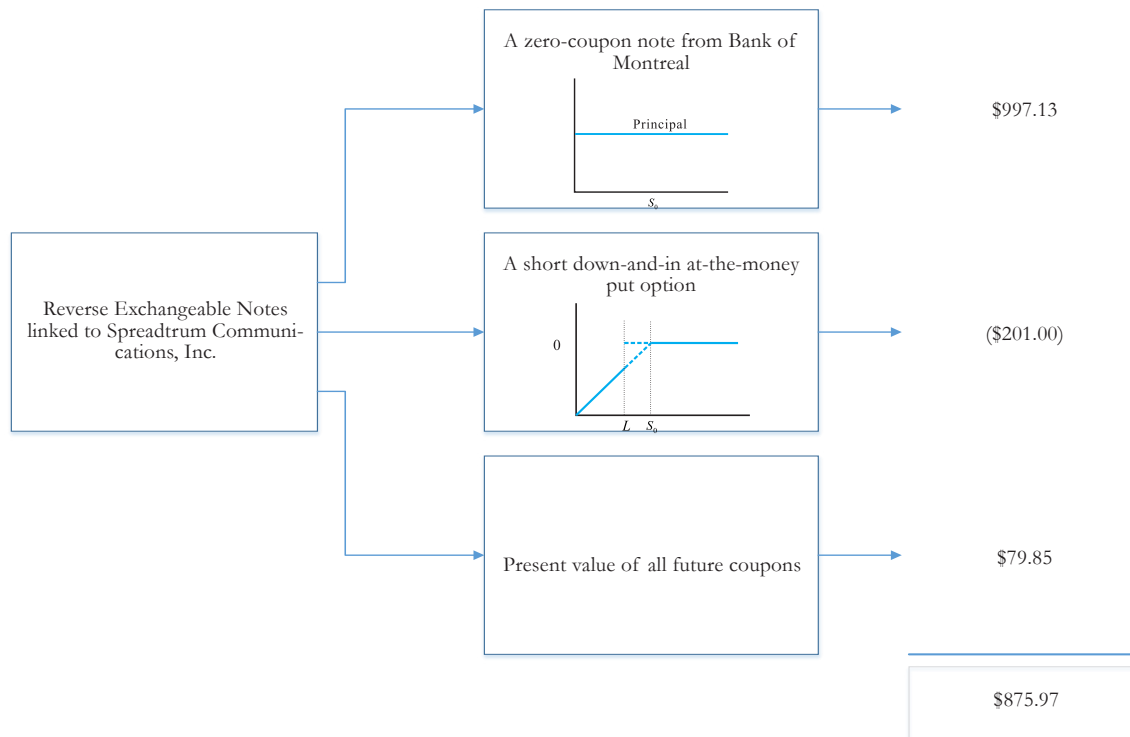 A zero-coupon note from Bank of
Montreal
Principal
S₀
$997.13
Reverse Exchangeable Notes
linked to Spreadtrum Communi-
cations, Inc.
A short down-and-in at-the-money
put option
0
L S₀
($201.00)
Present value of all future coupons
$79.85
$875.97